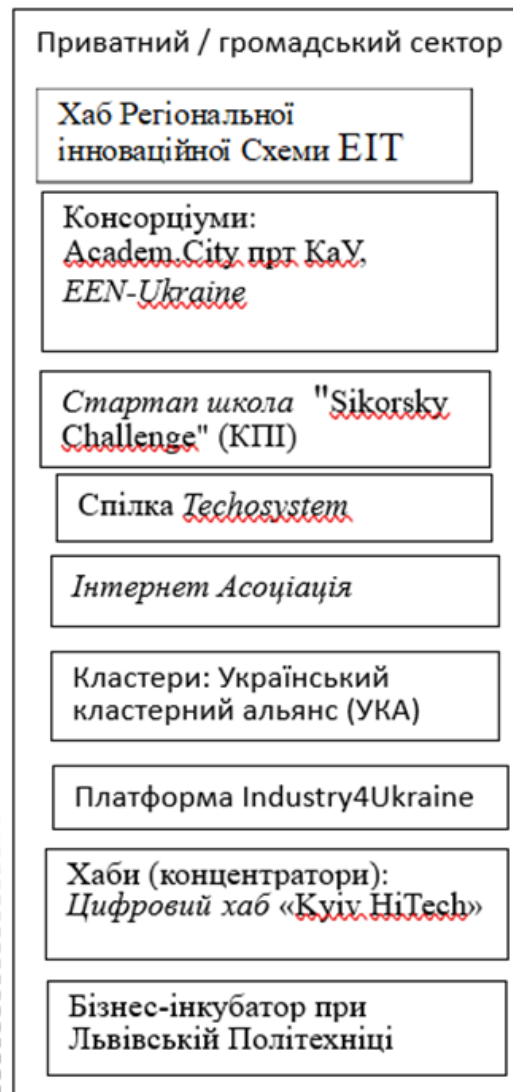 Приватний / громадський сектор
Хаб Регіональної
інноваційної Схеми EIT
Консорціуми:
Academ.City прт КаУ,
EEN-Ukraine
Стартап школа "Sikorsky
Challenge" (КПІ)
Спілка Techosystem
Інтернет Асоціація
Кластери: Український
кластерний альянс (УКА)
Платформа Industry4Ukraine
Хаби (концентратори):
Цифровий хаб «Kyiv HiTech»
Бізнес-інкубатор при
Львівській Політехніці